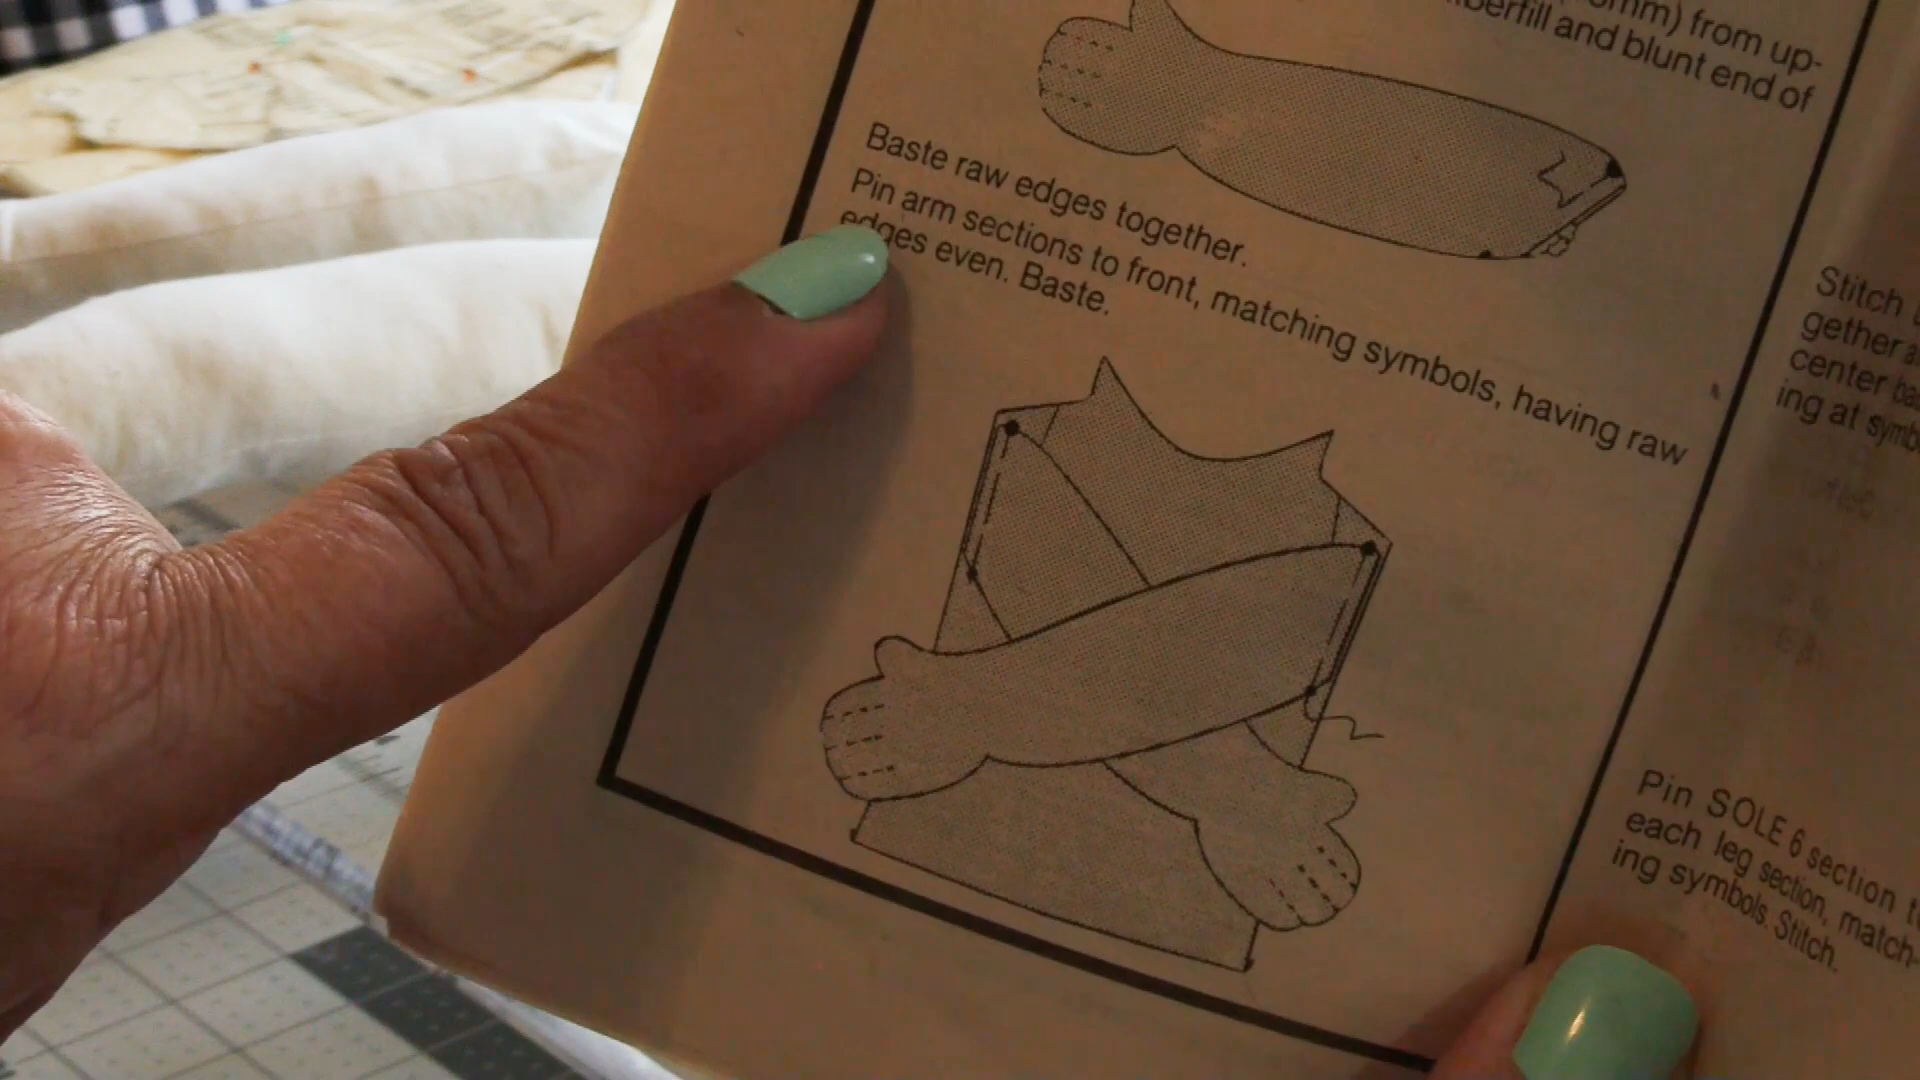 mm) from up-
erfill and blunt end of
Baste raw edges together.
Pin arm sections to front, matching symbols, having raw
edges even. Baste.
Stitch
gether
center
ing at
Pin SOLE 6 section
each leg section, match-
ing symbols. Stitch.